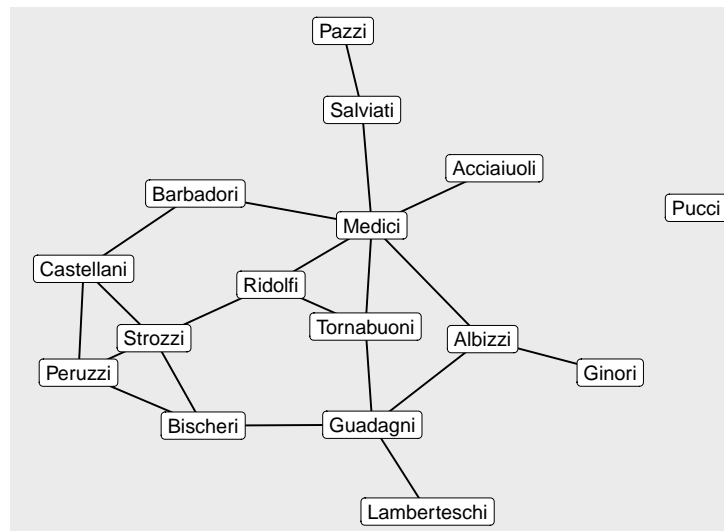 Pazzi
Salviati
Acciaiuoli
Barbadori
Pucci
Medici
Castellani
Ridolfi
Tornabuoni
Strozzi
Albizzi
Peruzzi
Ginori
Bischeri
Guadagni
Lamberteschi